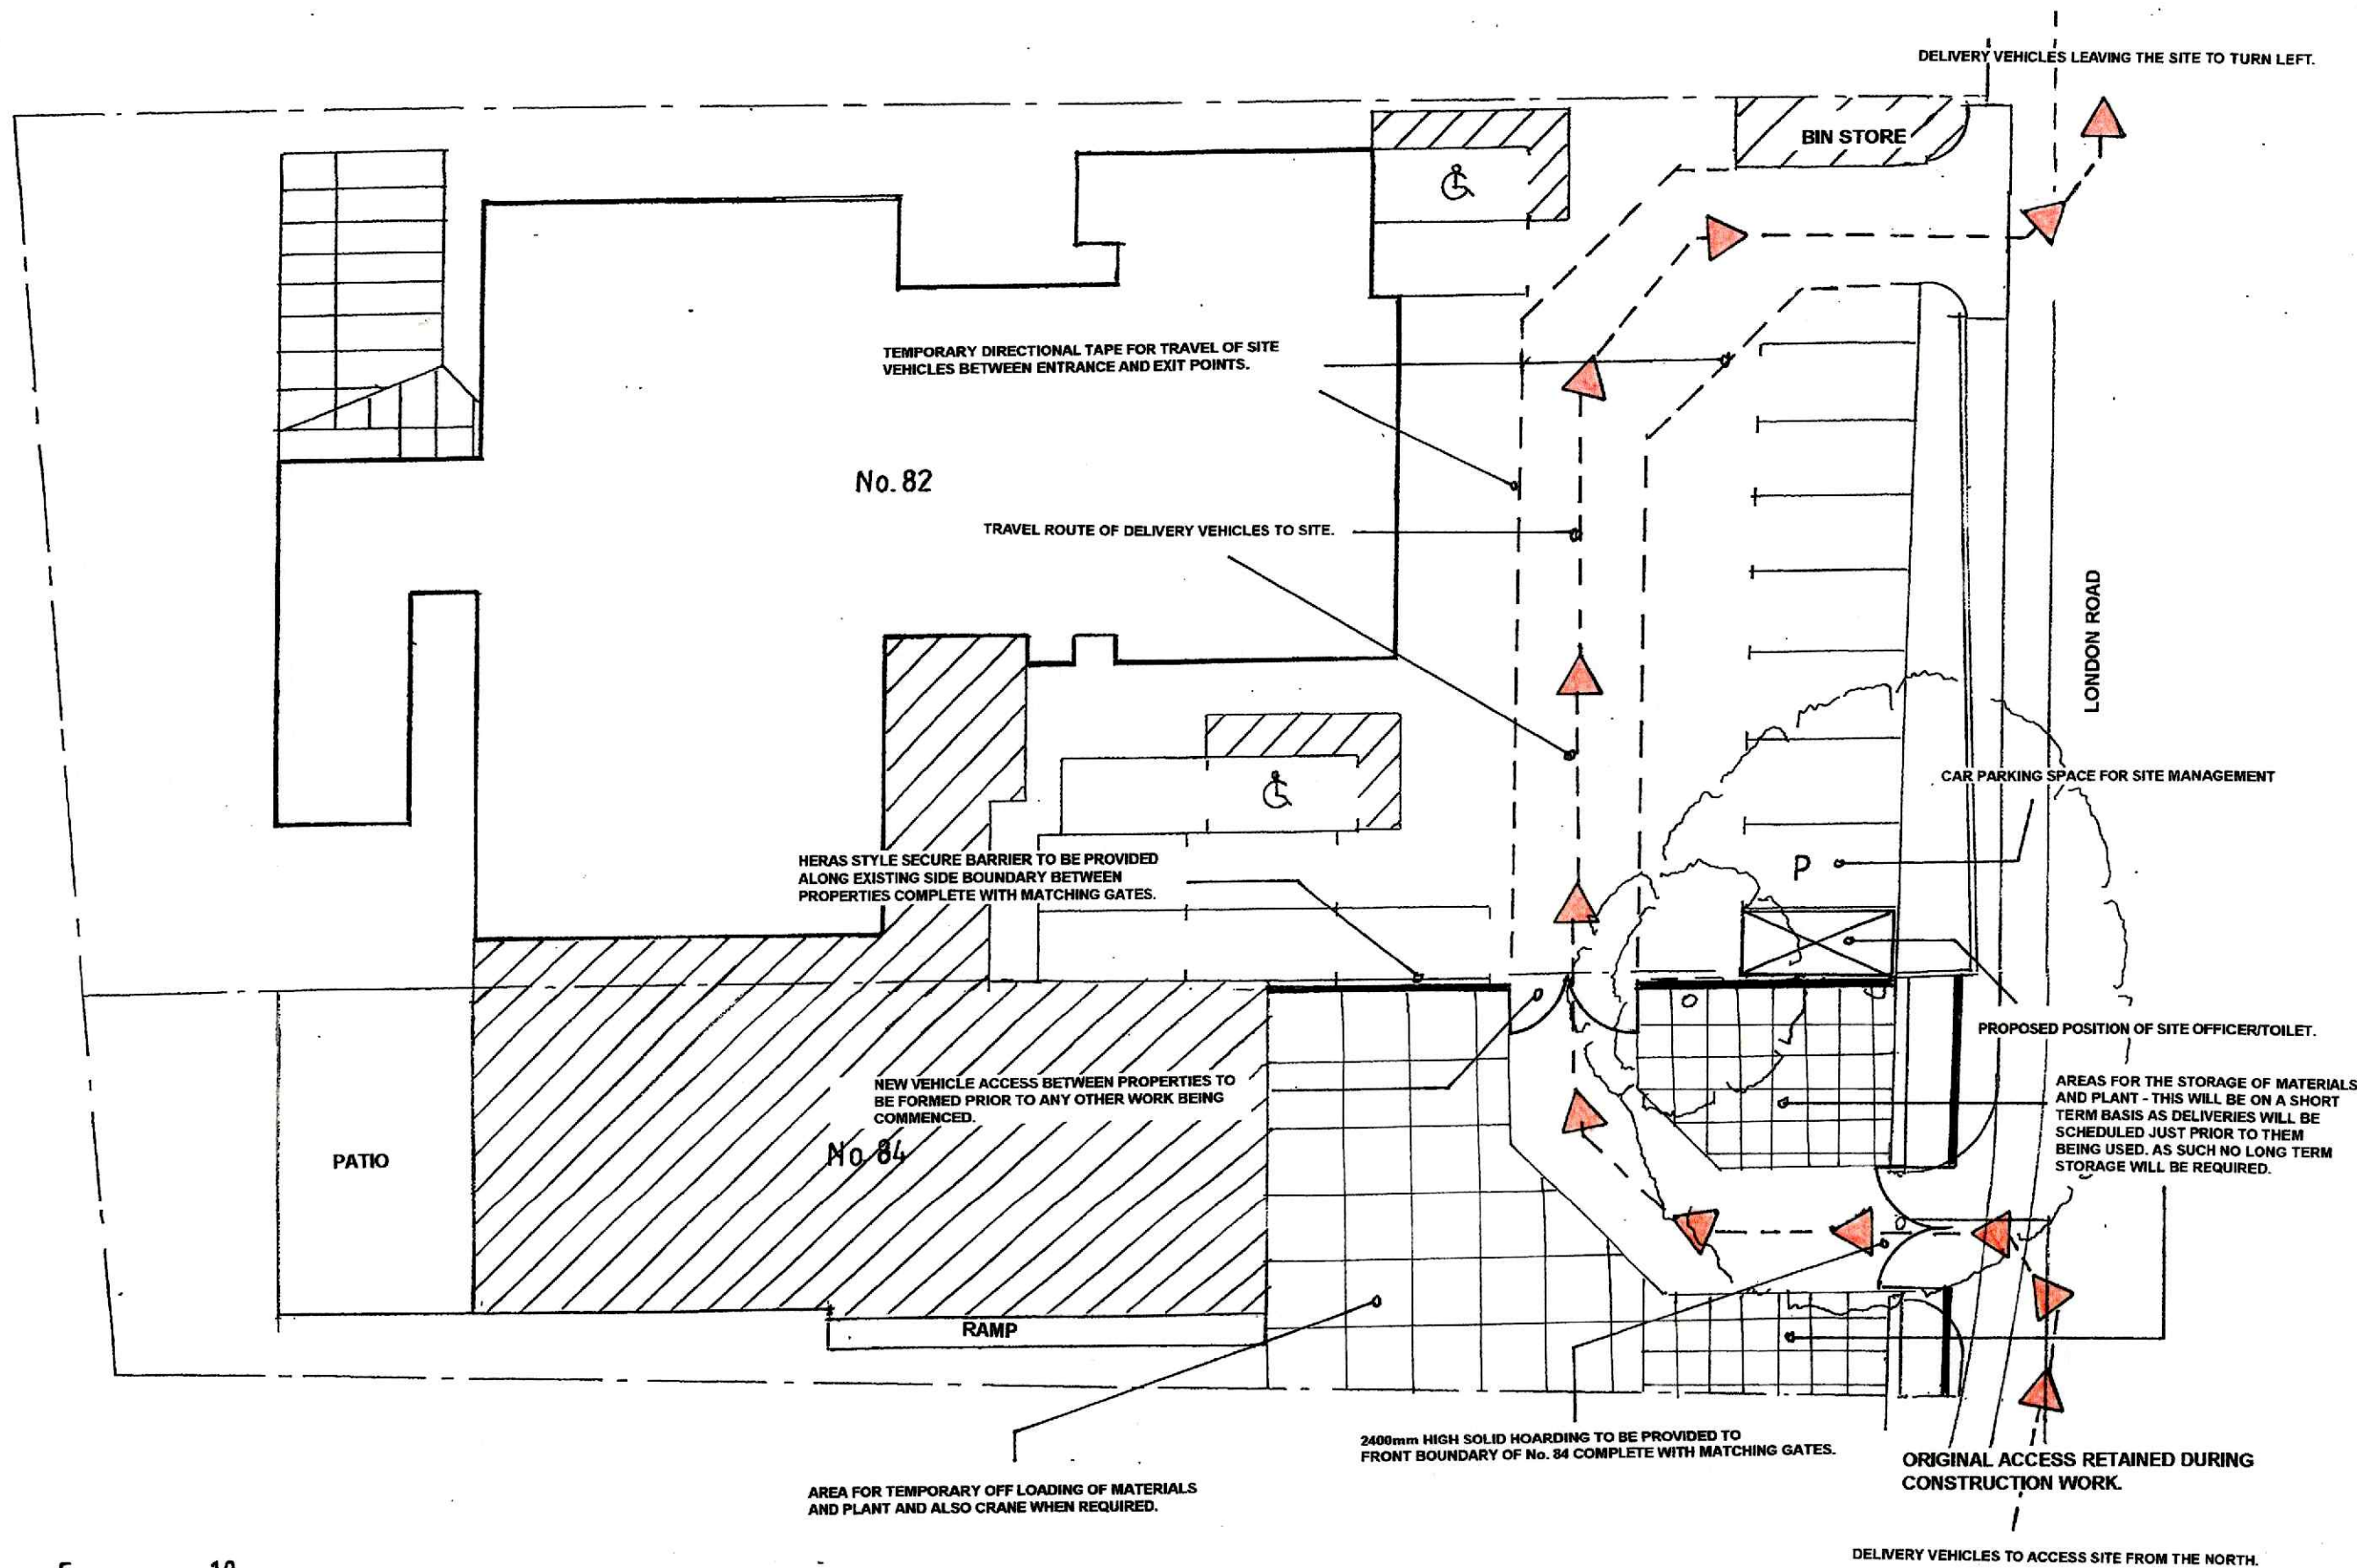 DELIVERY VEHICLES LEAVING THE SITE TO TURN LEFT.
BIN STORE
TEMPORARY DIRECTIONAL TAPE FOR TRAVEL OF SITE
VEHICLES BETWEEN ENTRANCE AND EXIT POINTS.
No. 82
TRAVEL ROUTE OF DELIVERY VEHICLES TO SITE.
LONDON ROAD
CAR PARKING SPACE FOR SITE MANAGEMENT
P
HERAS STYLE SECURE BARRIER TO BE PROVIDED
ALONG EXISTING SIDE BOUNDARY BETWEEN
PROPERTIES COMPLETE WITH MATCHING GATES.
PROPOSED POSITION OF SITE OFFICER/TOILET.
NEW VEHICLE ACCESS BETWEEN PROPERTIES TO
BE FORMED PRIOR TO ANY OTHER WORK BEING
COMMENCED.
AREAS FOR THE STORAGE OF MATERIALS
AND PLANT - THIS WILL BE ON A SHORT
TERM BASIS AS DELIVERIES WILL BE
SCHEDULED JUST PRIOR TO THEM
BEING USED. AS SUCH NO LONG TERM
STORAGE WILL BE REQUIRED.
PATIO
No. 84
RAMP
2400mm HIGH SOLID HOARDING TO BE PROVIDED TO
FRONT BOUNDARY OF No. 84 COMPLETE WITH MATCHING GATES.
ORIGINAL ACCESS RETAINED DURING
CONSTRUCTION WORK.
AREA FOR TEMPORARY OFF LOADING OF MATERIALS
AND PLANT AND ALSO CRANE WHEN REQUIRED.
DELIVERY VEHICLES TO ACCESS SITE FROM THE NORTH.